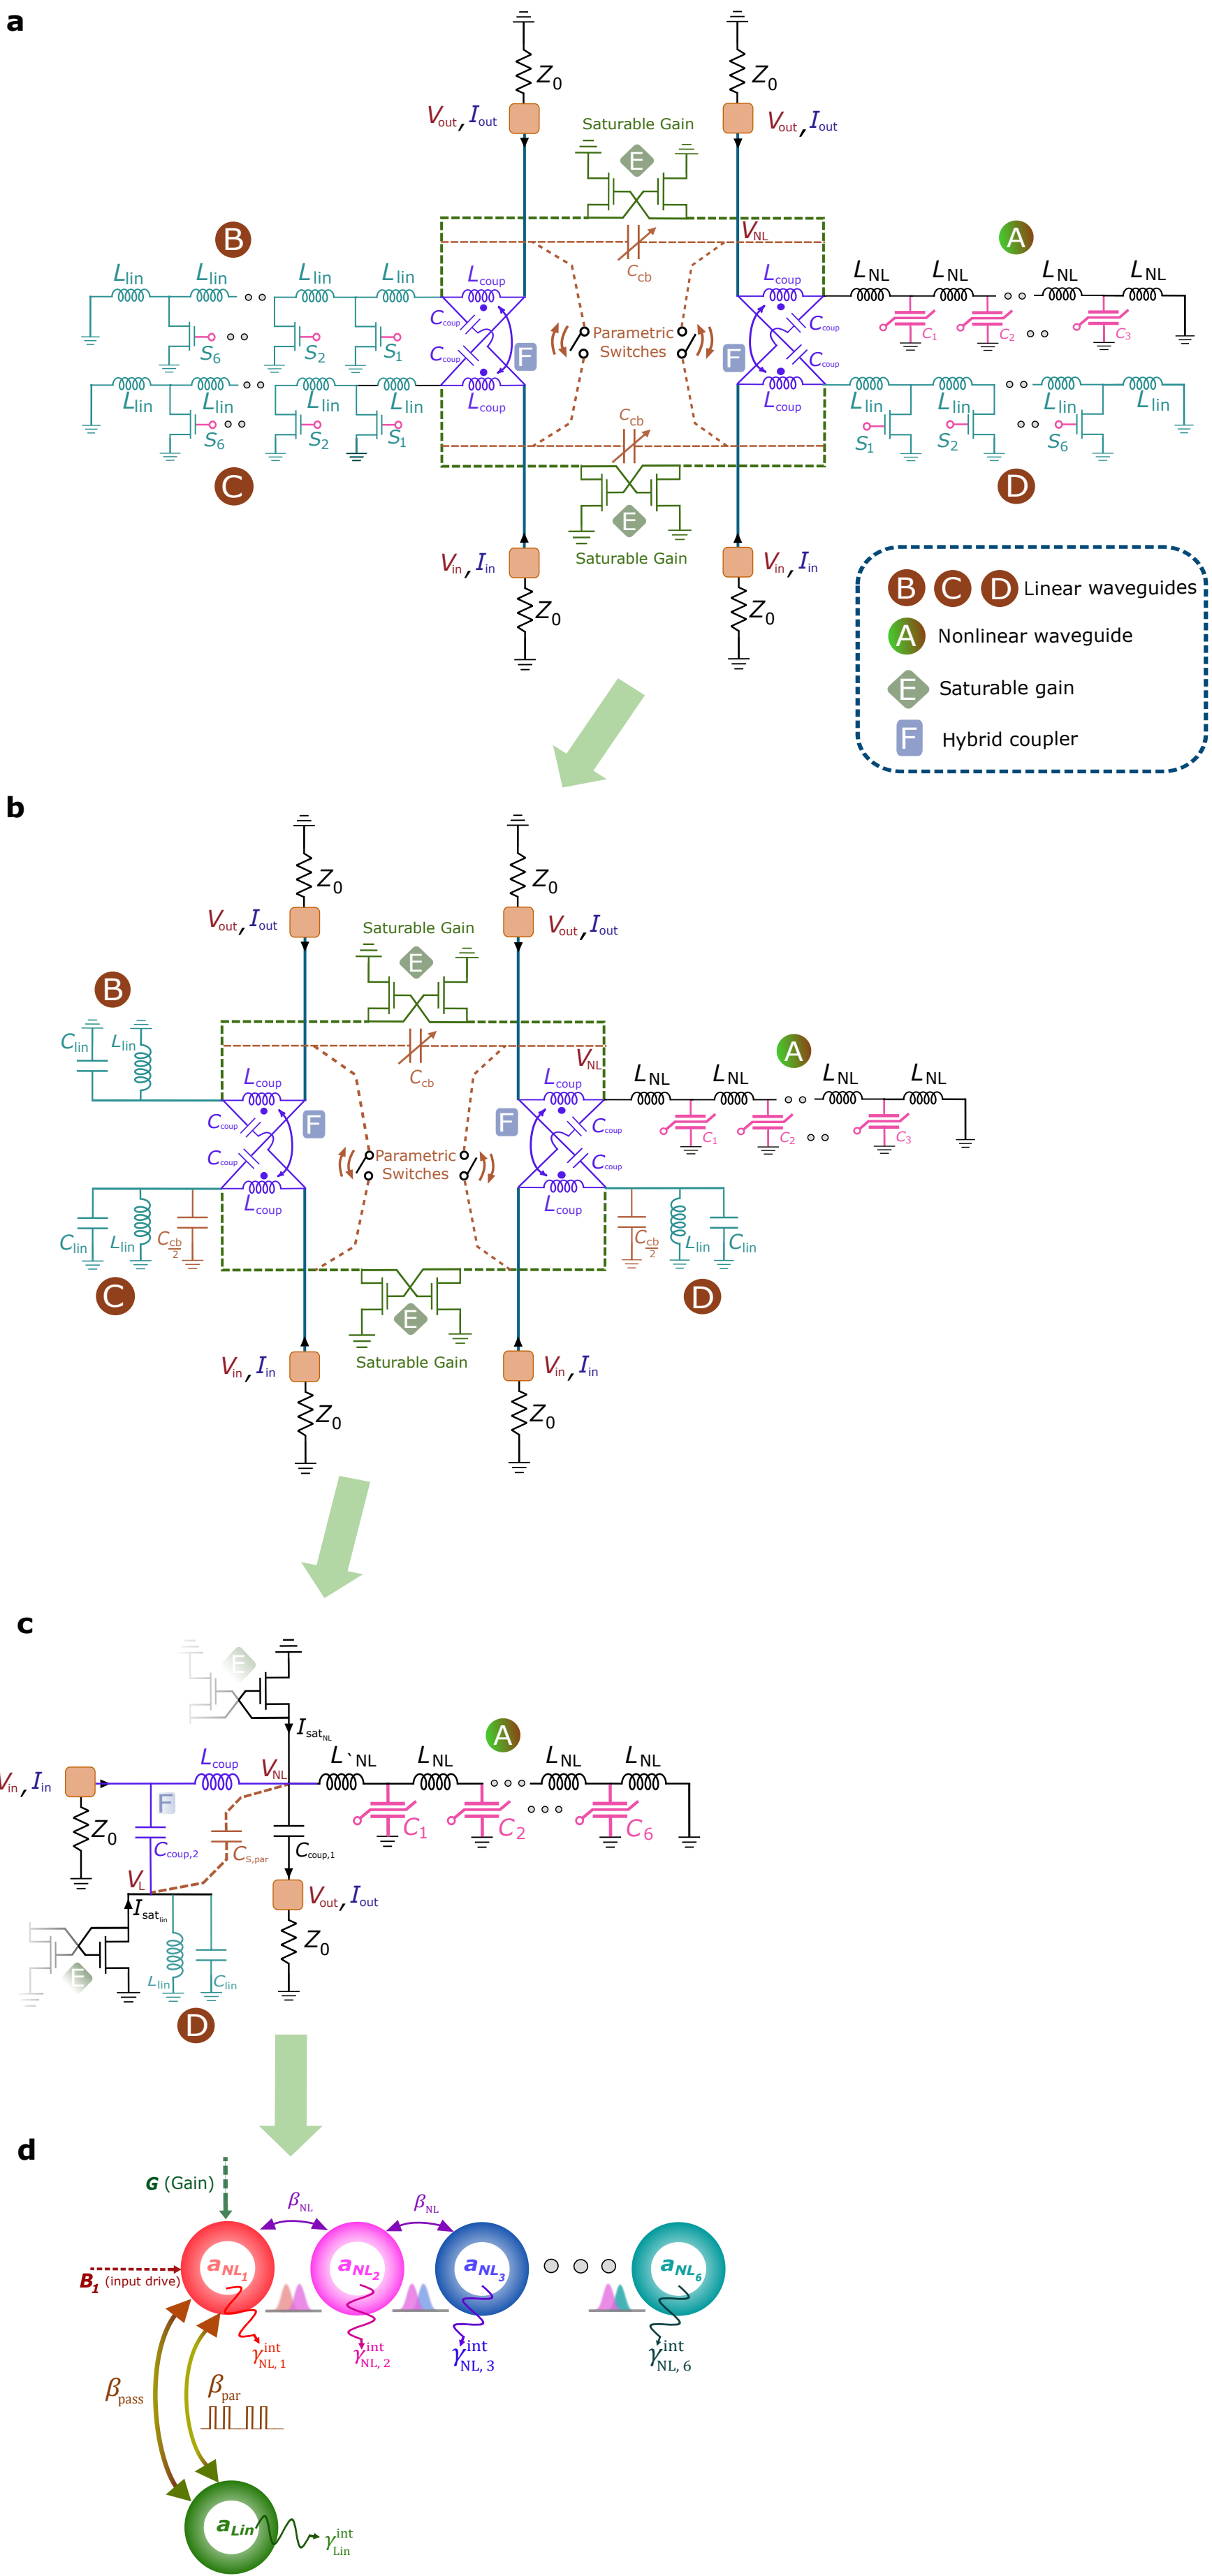 a
Z0 Z0
Vout, Iout Saturable Gain Vout, Iout
E
B VNL A
Ccb
Llin Llin Llin Llin Lcoup Lcoup LNL LNL LNL LNL
Ccoup Ccoup
S6 S2 S1 C1 C2 C3
F Parametric F
Switches
Ccoup Ccoup
Llin Llin Llin Llin Lcoup Lcoup Llin Llin Llin Llin
Ccb
S6 S2 S1 S1 S2 S6
C E D
Saturable Gain
Vin, Iin Vin, Iin
Z0 Z0
B C D Linear waveguides
A Nonlinear waveguide
E Saturable gain
F Hybrid coupler
b
Z0 Z0
Vout, Iout Saturable Gain Vout, Iout
E
B
Clin Llin VNL A
Ccb
Lcoup Lcoup LNL LNL LNL LNL
Ccoup F F Ccoup C1 C2 C3
Parametric
Switches
Ccoup Ccoup
Lcoup Lcoup
Clin Llin Ccb/2 Ccb/2 Llin Clin
C E D
Saturable Gain
Vin, Iin Vin, Iin
Z0 Z0
c
E
IsatNL A
Vin, Iin Lcoup VNL L`NL LNL LNL LNL
F
Z0 Ccoup,2 CS,par Ccoup,1 C1 C2 C6
VL
Isatlin Vout, Iout
Z0
E Llin Clin
D
d
G (Gain)
βNL βNL
aNL1 aNL2 aNL3 aNL6
B1 (input drive)
γintNL, 1 γintNL, 2 γintNL, 3 γintNL, 6
βpass βpar
aLin
γintLin